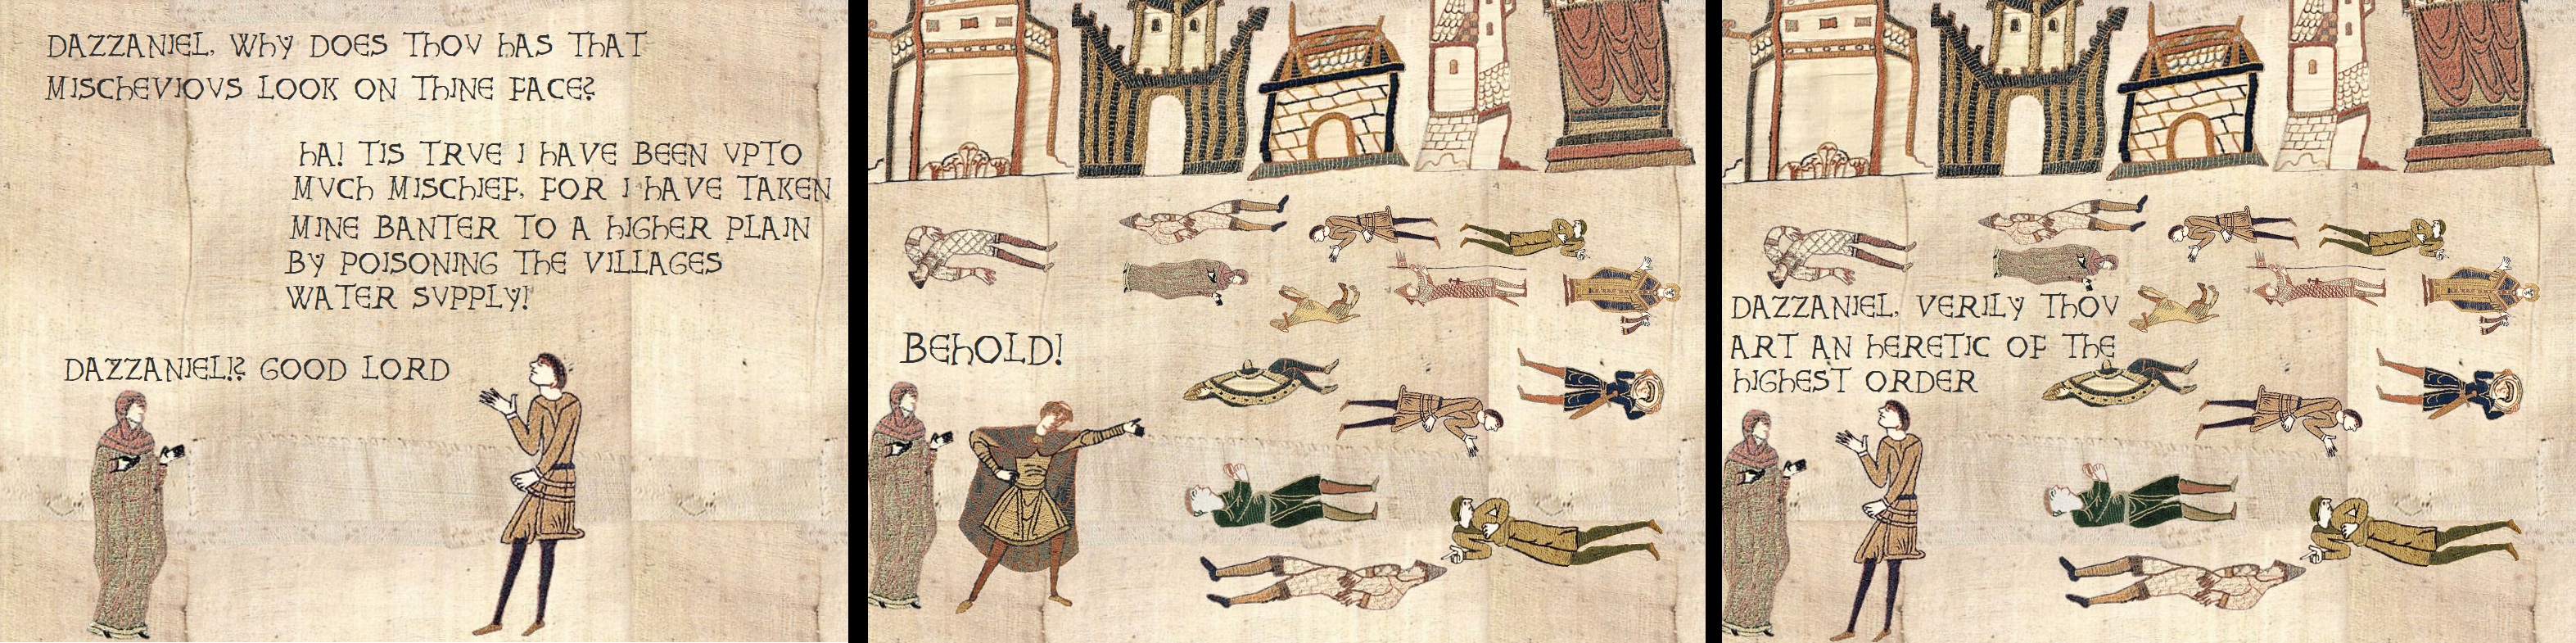 DAZZANIEL, WHY DOES THOV HAS THAT
MISCHEVIOVS LOOK ON THINE FACE?
HA! TIS TRVE I HAVE BEEN VPTO
MVCH MISCHIEF, FOR I HAVE TAKEN
MINE BANTER TO A HIGHER PLAIN
BY POISONING THE VILLAGES
WATER SVPPLY!
DAZZANIEL!? GOOD LORD
BEHOLD!
DAZZANIEL, VERILY THOV
ART AN HERETIC OF THE
HIGHEST ORDER